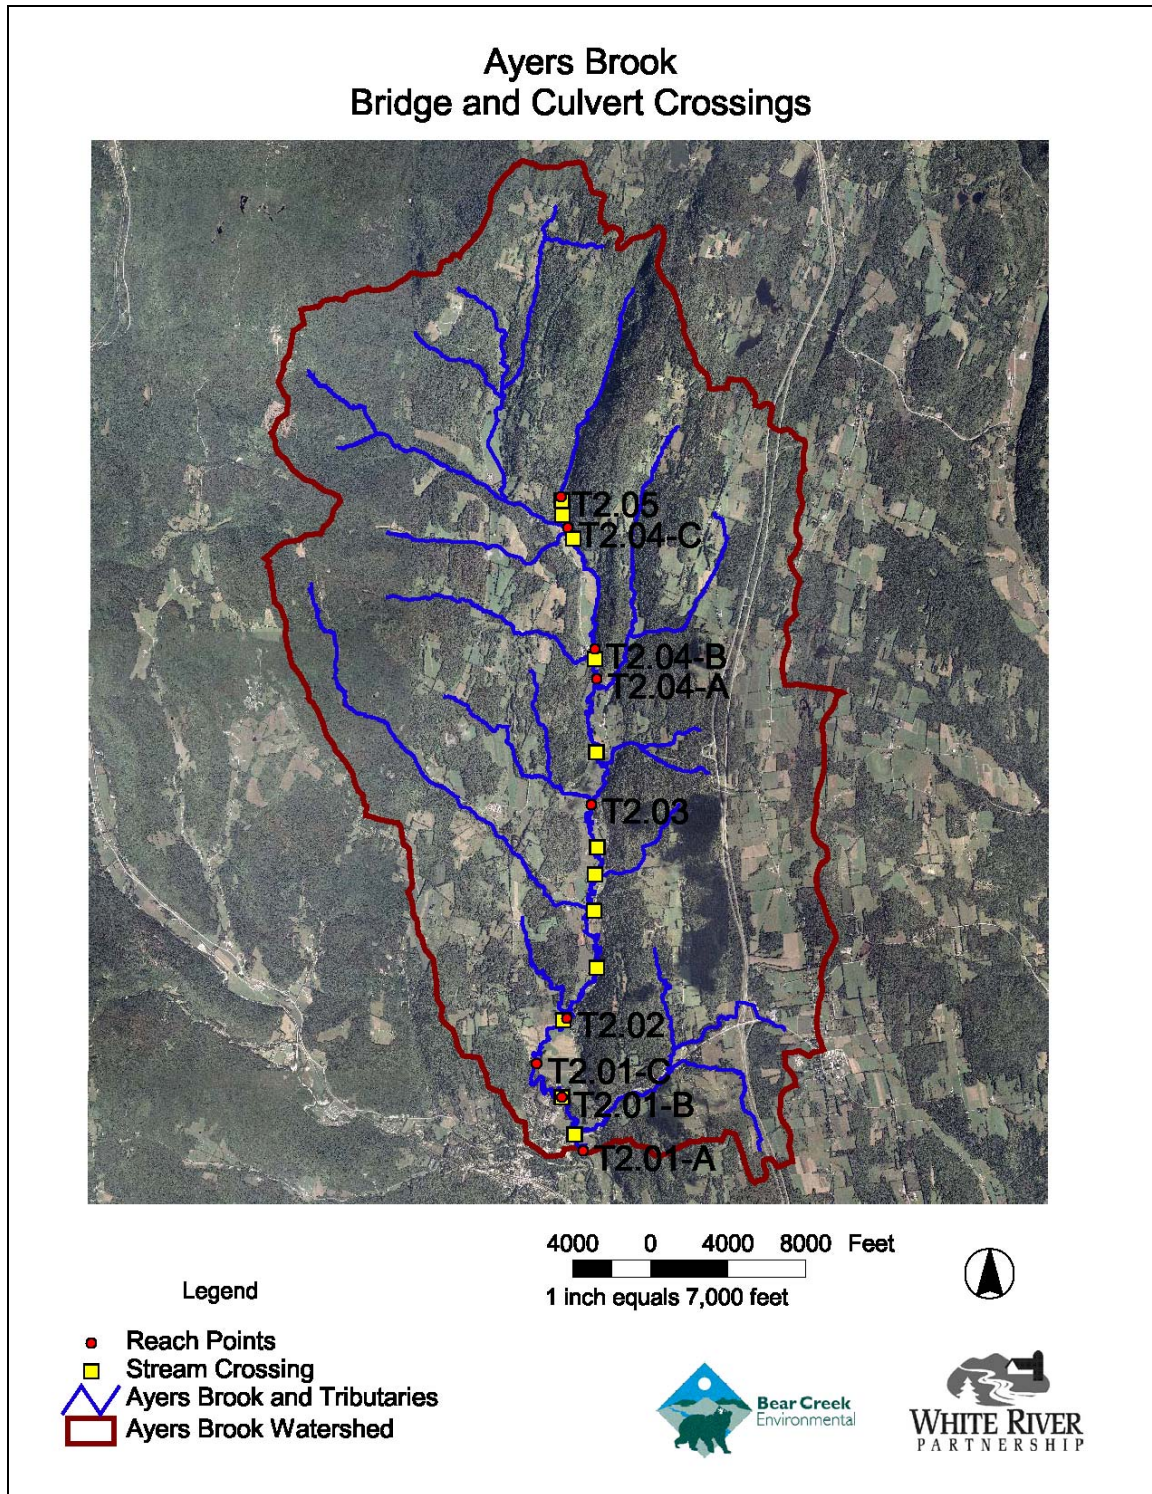 Ayers Brook
Bridge and Culvert Crossings
T2.05
T2.04-C
T2.04-B
T2.04-A
T2.03
T2.02
T2.01-C
T2.01-B
T2.01-A
4000 0 4000 8000 Feet
1 inch equals 7,000 feet
Legend
Reach Points
Stream Crossing
Ayers Brook and Tributaries
Ayers Brook Watershed
Bear Creek
Environmental
WHITE RIVER
PARTNERSHIP